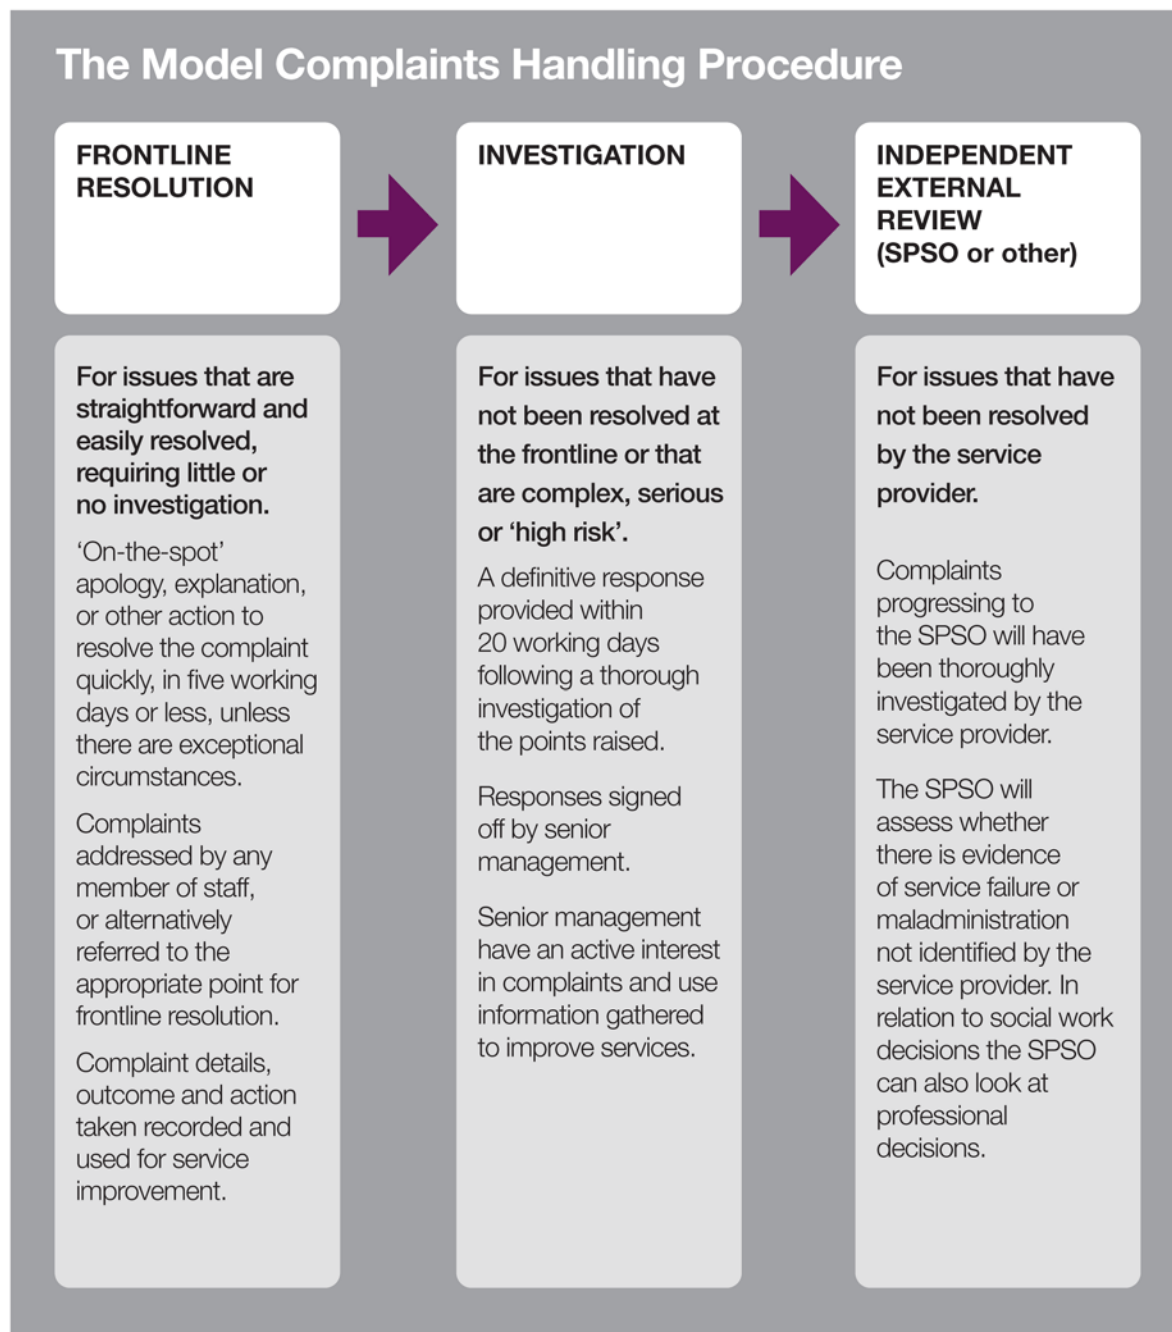 The Model Complaints Handling Procedure
FRONTLINE
RESOLUTION
INVESTIGATION
INDEPENDENT
EXTERNAL
REVIEW
(SPSO or other)
For issues that are
straightforward and
easily resolved,
requiring little or
no investigation.
‘On-the-spot’
apology, explanation,
or other action to
resolve the complaint
quickly, in five working
days or less, unless
there are exceptional
circumstances.
Complaints
addressed by any
member of staff,
or alternatively
referred to the
appropriate point for
frontline resolution.
Complaint details,
outcome and action
taken recorded and
used for service
improvement.
For issues that have
not been resolved at
the frontline or that
are complex, serious
or ‘high risk’.
A definitive response
provided within
20 working days
following a thorough
investigation of
the points raised.
Responses signed
off by senior
management.
Senior management
have an active interest
in complaints and use
information gathered
to improve services.
For issues that have
not been resolved
by the service
provider.
Complaints
progressing to
the SPSO will have
been thoroughly
investigated by the
service provider.
The SPSO will
assess whether
there is evidence
of service failure or
maladministration
not identified by the
service provider. In
relation to social work
decisions the SPSO
can also look at
professional
decisions.